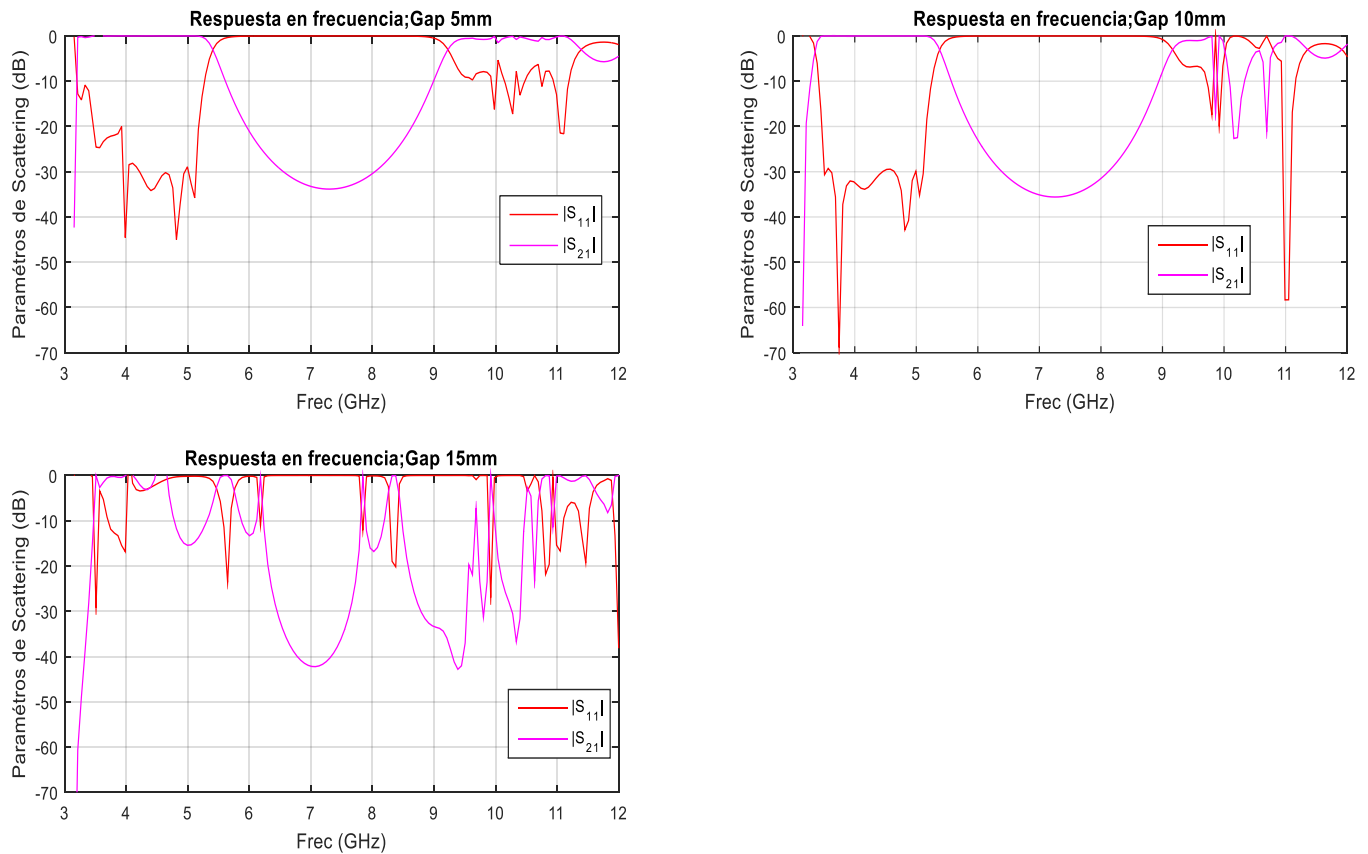 Respuesta en frecuencia;Gap 5mm
Paramétros de Scattering (dB)
0
-10
-20
-30
-40
-50
-60
-70
|S11|
|S21|
3 4 5 6 7 8 9 10 11 12
Frec (GHz)
Respuesta en frecuencia;Gap 10mm
Paramétros de Scattering (dB)
0
-10
-20
-30
-40
-50
-60
-70
|S11|
|S21|
3 4 5 6 7 8 9 10 11 12
Frec (GHz)
Respuesta en frecuencia;Gap 15mm
Paramétros de Scattering (dB)
0
-10
-20
-30
-40
-50
-60
-70
|S11|
|S21|
3 4 5 6 7 8 9 10 11 12
Frec (GHz)